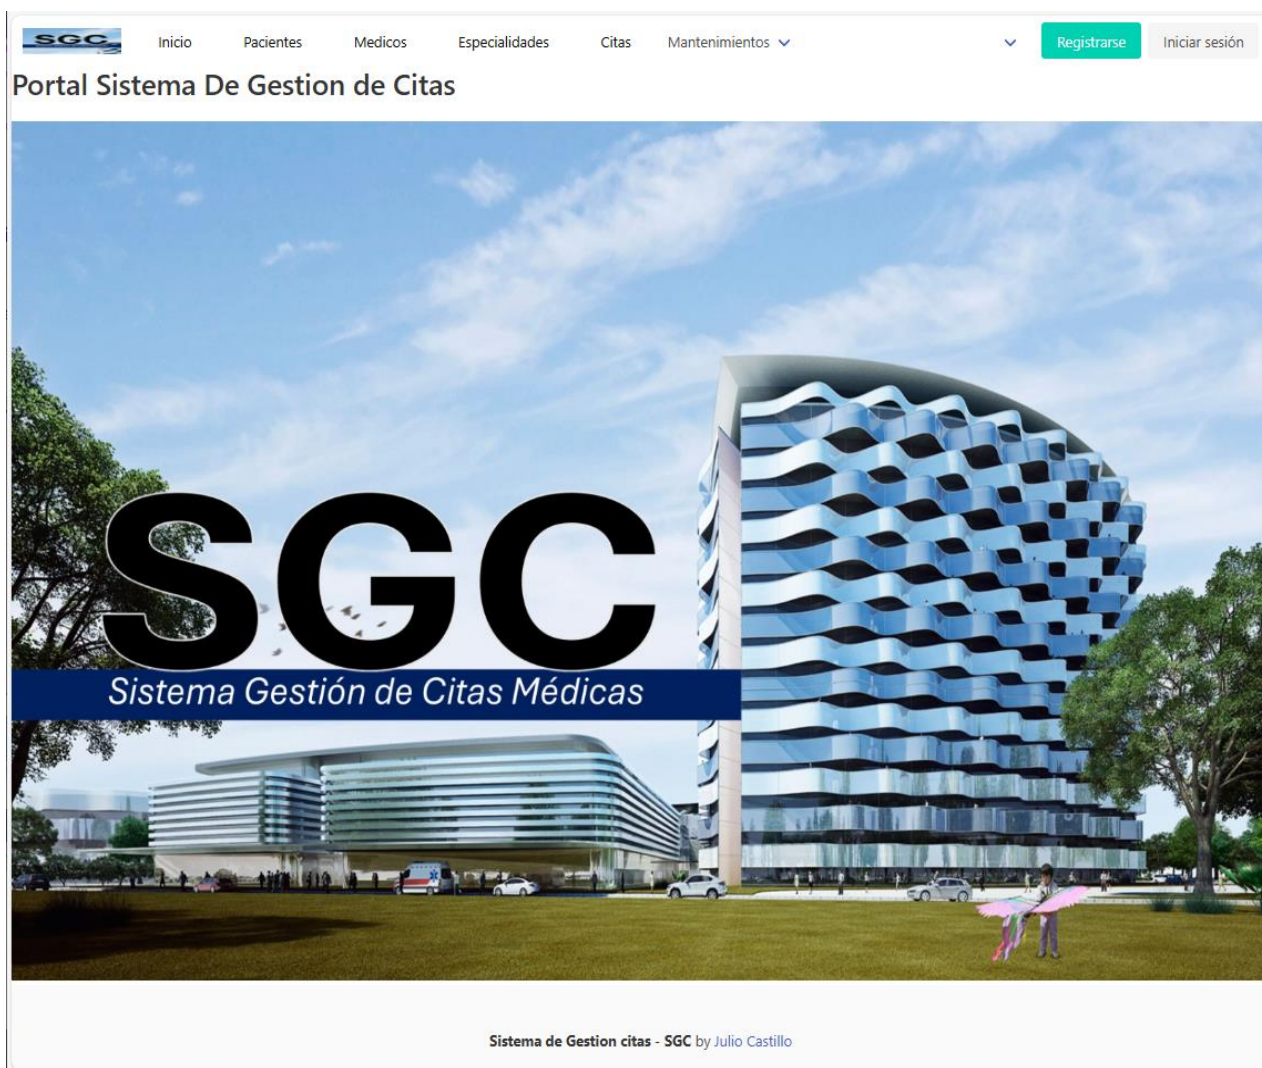 SGC Inicio Pacientes Medicos Especialidades Citas Mantenimientos Registrarse Iniciar sesión
Portal Sistema De Gestion de Citas
SGC
Sistema Gestión de Citas Médicas
Sistema de Gestion citas - SGC by Julio Castillo